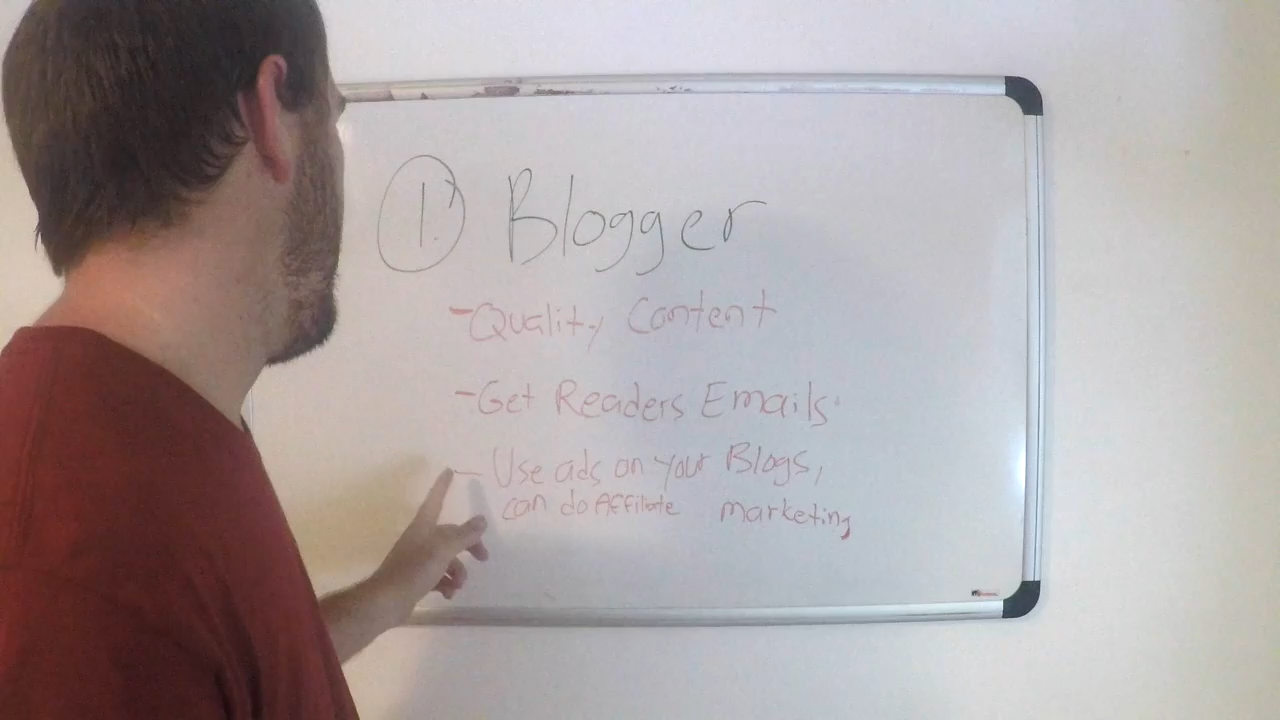 1. Blogger
- Quality Content
- Get Readers Emails
- Use ads on your Blogs,
can do Affiliate marketing